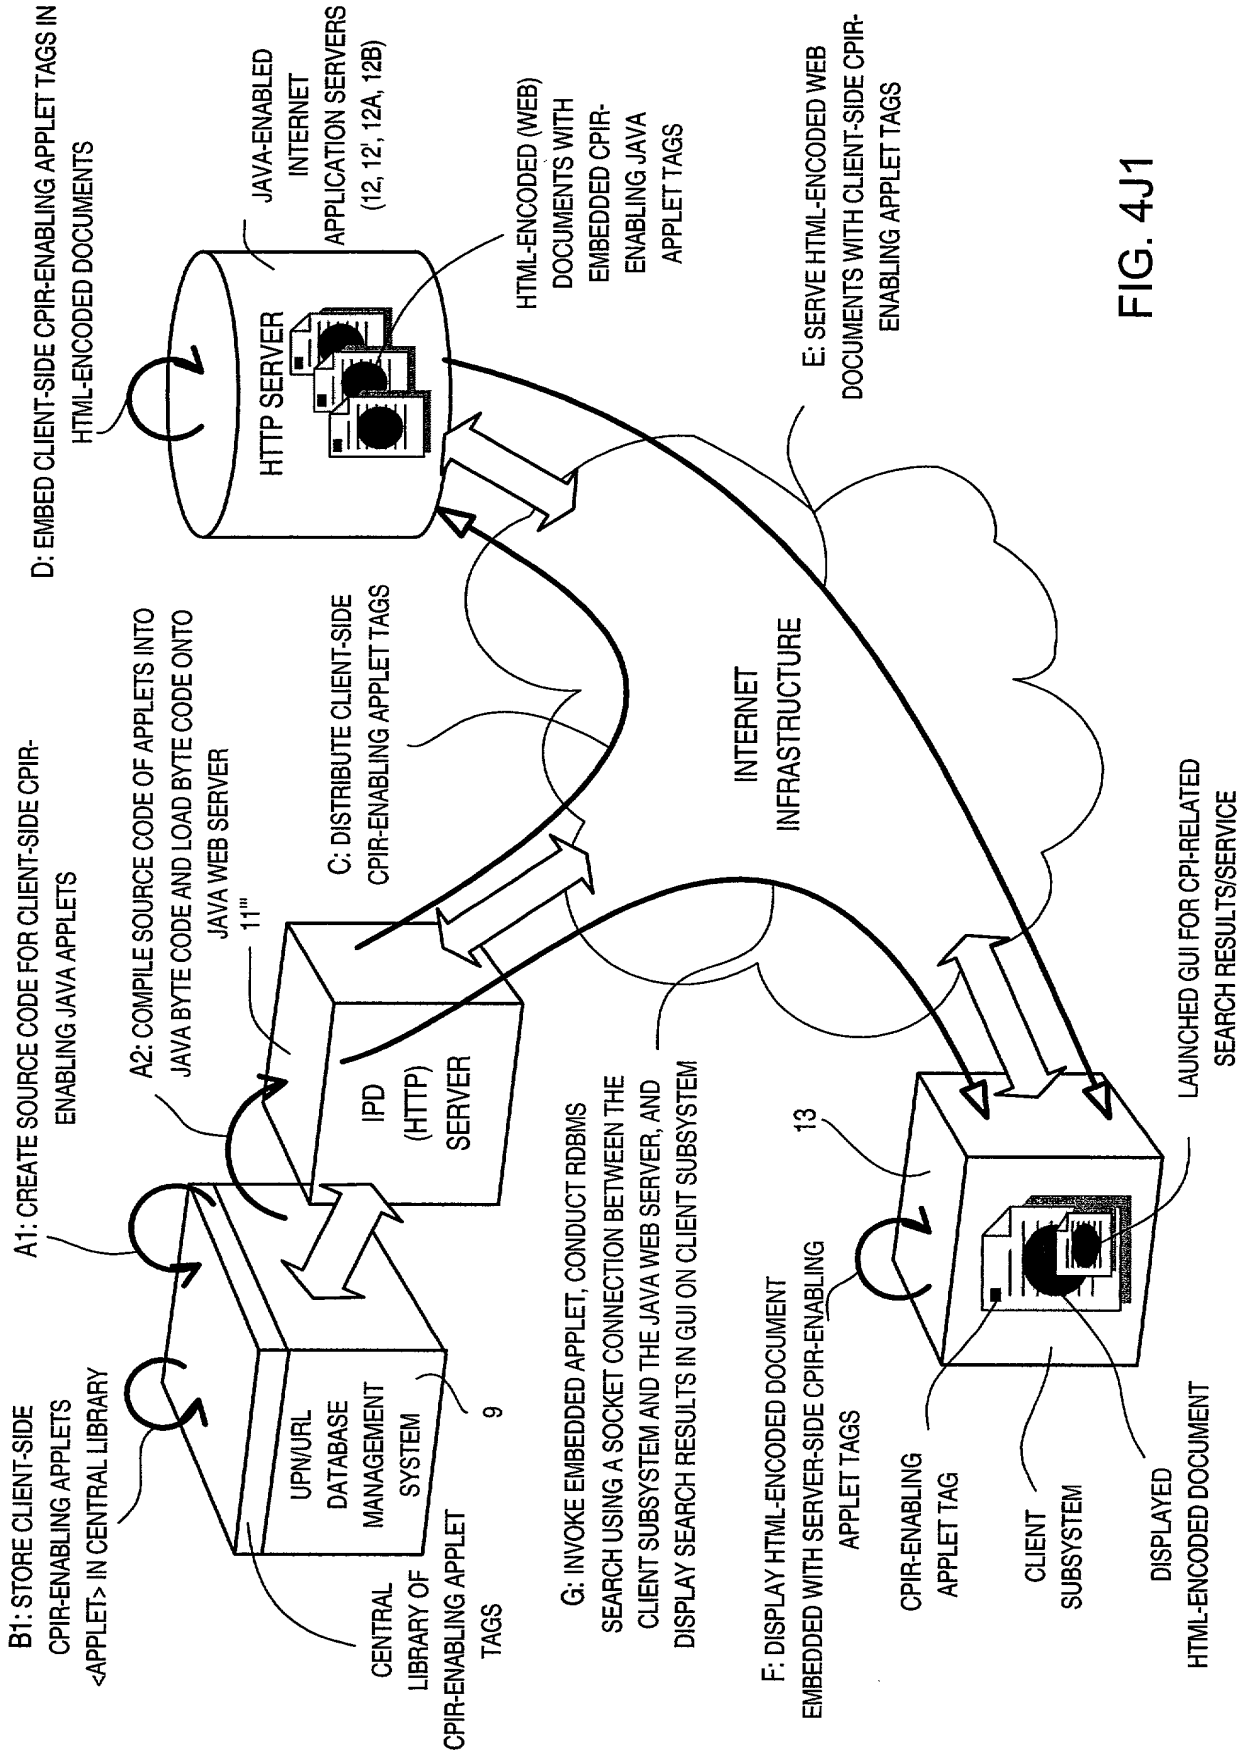 B1: STORE CLIENT-SIDE
CPIR-ENABLING APPLETS
<APPLET> IN CENTRAL LIBRARY
A1: CREATE SOURCE CODE FOR CLIENT-SIDE CPIR-
ENABLING JAVA APPLETS
A2: COMPILE SOURCE CODE OF APPLETS INTO
JAVA BYTE CODE AND LOAD BYTE CODE ONTO
JAVA WEB SERVER
11'''
D: EMBED CLIENT-SIDE CPIR-ENABLING APPLET TAGS IN
HTML-ENCODED DOCUMENTS
JAVA-ENABLED
INTERNET
APPLICATION SERVERS
(12, 12', 12A, 12B)
HTTP SERVER
C: DISTRIBUTE CLIENT-SIDE
CPIR-ENABLING APPLET TAGS
HTML-ENCODED (WEB)
DOCUMENTS WITH
EMBEDDED CPIR-
ENABLING JAVA
APPLET TAGS
UPN/URL
DATABASE
MANAGEMENT
SYSTEM
9
IPD
(HTTP)
SERVER
CENTRAL
LIBRARY OF
CPIR-ENABLING APPLET
TAGS
G: INVOKE EMBEDDED APPLET, CONDUCT RDBMS
SEARCH USING A SOCKET CONNECTION BETWEEN THE
CLIENT SUBSYSTEM AND THE JAVA WEB SERVER, AND
DISPLAY SEARCH RESULTS IN GUI ON CLIENT SUBSYSTEM
INTERNET
INFRASTRUCTURE
E: SERVE HTML-ENCODED WEB
DOCUMENTS WITH CLIENT-SIDE CPIR-
ENABLING APPLET TAGS
F: DISPLAY HTML-ENCODED DOCUMENT
EMBEDDED WITH SERVER-SIDE CPIR-ENABLING
APPLET TAGS
13
CPIR-ENABLING
APPLET TAG
CLIENT
SUBSYSTEM
DISPLAYED
HTML-ENCODED DOCUMENT
LAUNCHED GUI FOR CPI-RELATED
SEARCH RESULTS/SERVICE
FIG. 4J1